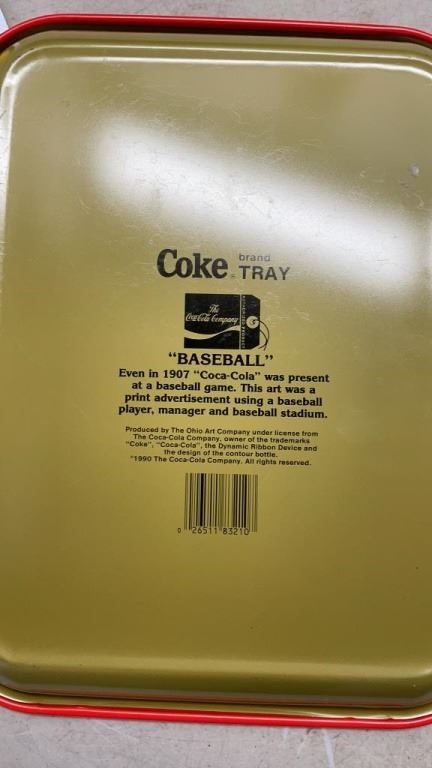 Coke brand TRAY
The
Coca-Cola Company
AUTHORIZED PRODUCT
"BASEBALL"
Even in 1907 "Coca-Cola" was present
at a baseball game. This art was a
print advertisement using a baseball
player, manager and baseball stadium.
Produced by The Ohio Art Company under license from
The Coca-Cola Company, owner of the trademarks
"Coke", "Coca-Cola", the Dynamic Ribbon Device and
the design of the contour bottle.
©1990 The Coca-Cola Company. All rights reserved.
0 26511 83210